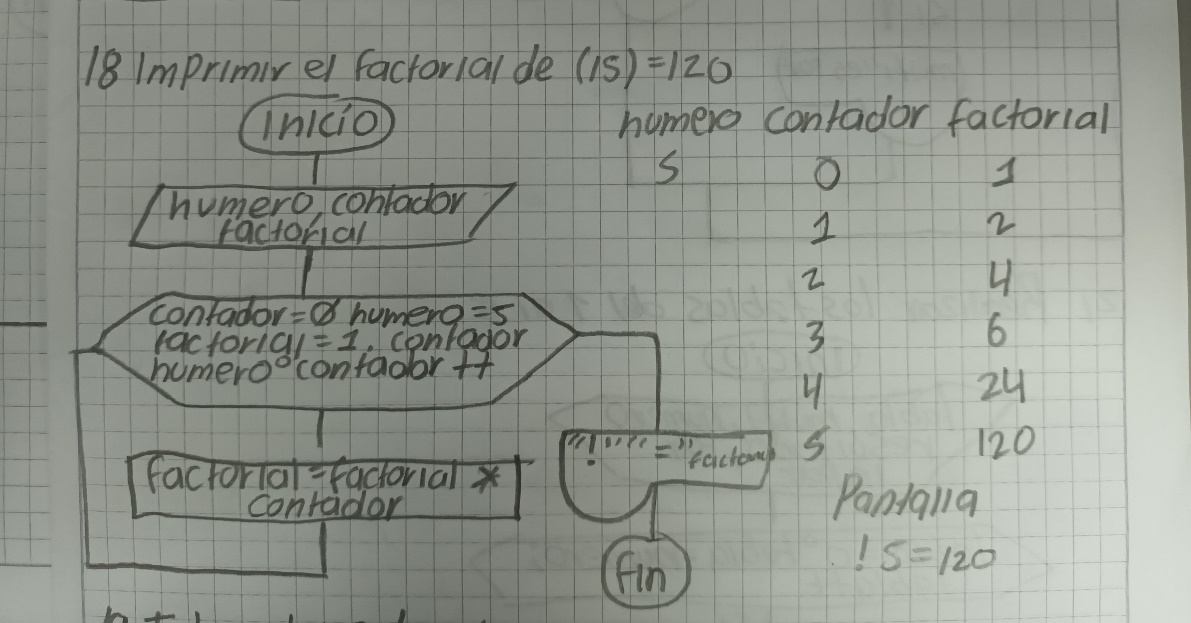 18 Imprimir el factorial de (!5)=120
Inicio
numero, contador
factorial
contador=0 numero=5
factorial=1, contador
numero contador ++
factorial=factorial *
contador
"!" "" "="
Fin
numero contador factorial
5 0 1
1 2
2 4
3 6
4 24
5 120
Pantalla
!5=120